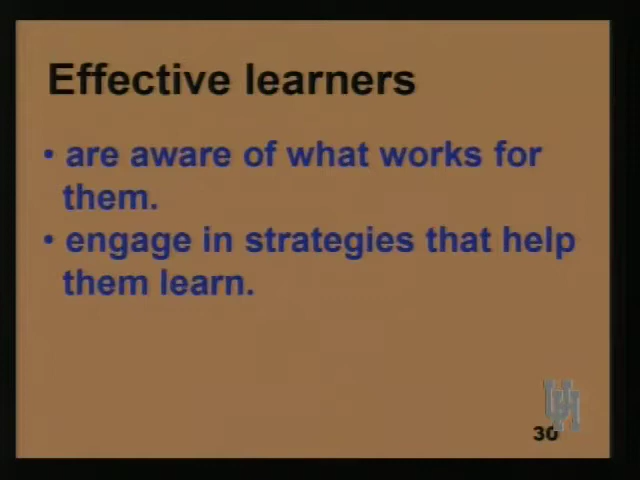 Effective learners
• are aware of what works for
them.
• engage in strategies that help
them learn.
30